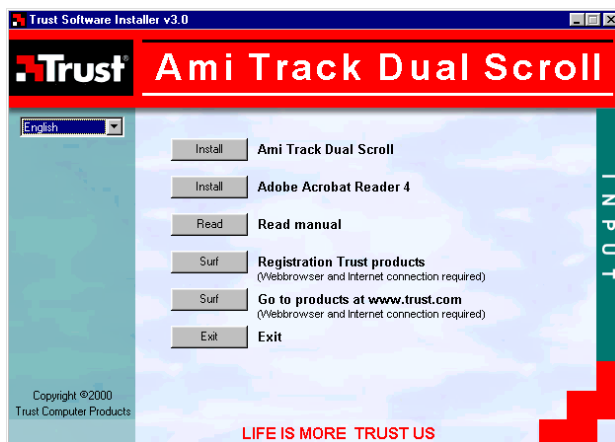 Trust Software Installer v3.0
Trust
Ami Track Dual Scroll
English
Install
Ami Track Dual Scroll
Install
Adobe Acrobat Reader 4
Read
Read manual
Surf
Registration Trust products
(Webbrowser and Internet connection required)
Surf
Go to products at www.trust.com
(Webbrowser and Internet connection required)
Exit
Exit
INPUT
Copyright ©2000
Trust Computer Products
LIFE IS MORE TRUST US